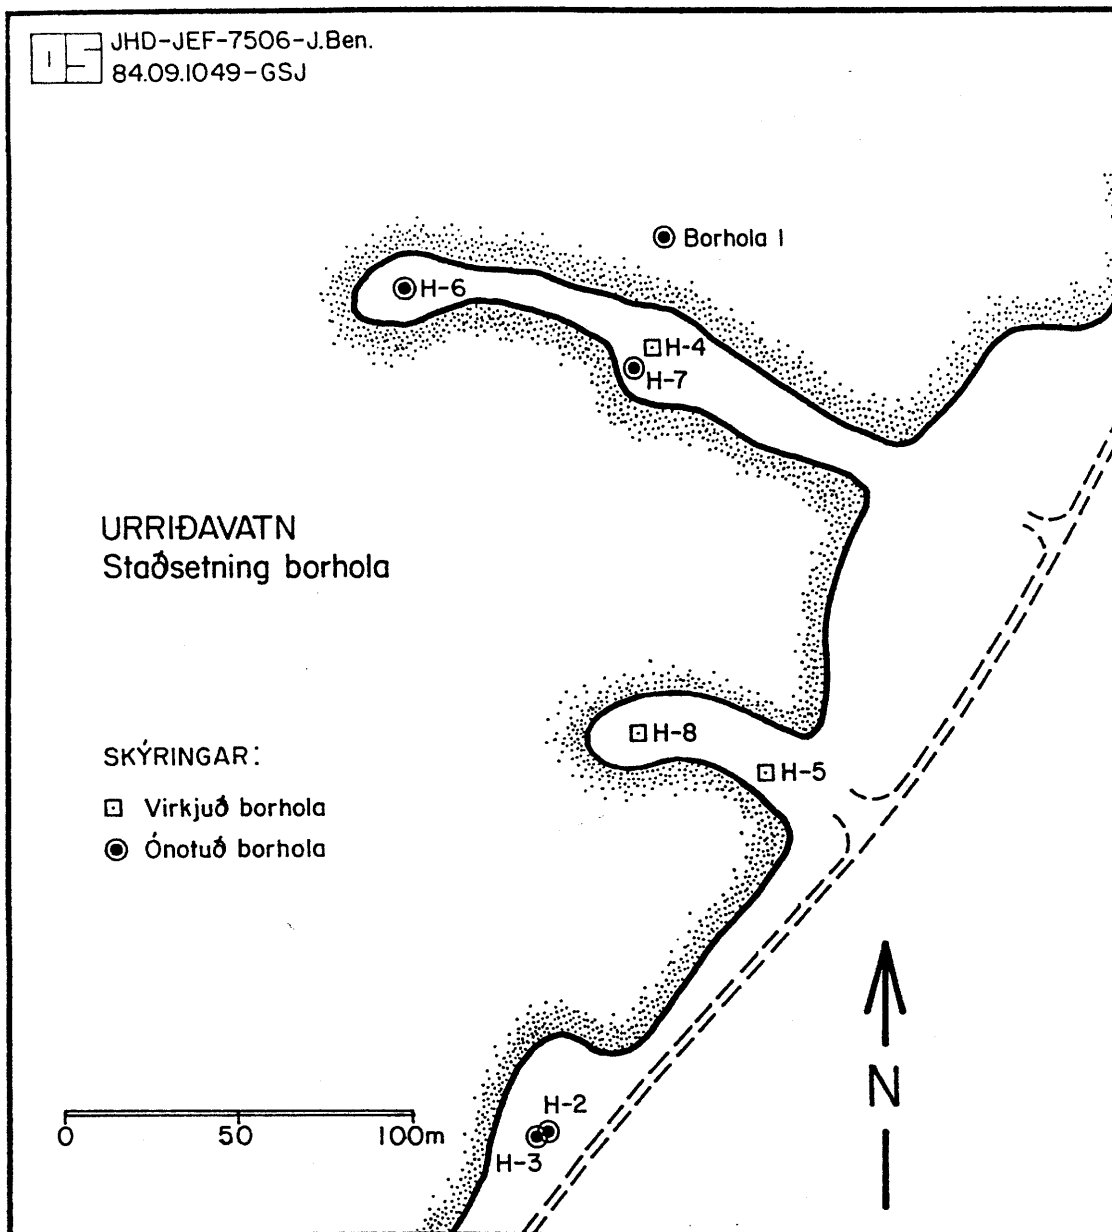 OS JHD-JEF-7506-J.Ben.
84.09.1049-GSJ
Borhola 1
H-6
H-4
H-7
URRIÐAVATN
Staðsetning borhola
H-8
H-5
SKÝRINGAR:
Virkjuð borhola
Ónotuð borhola
N
H-2
0 50 100m
H-3